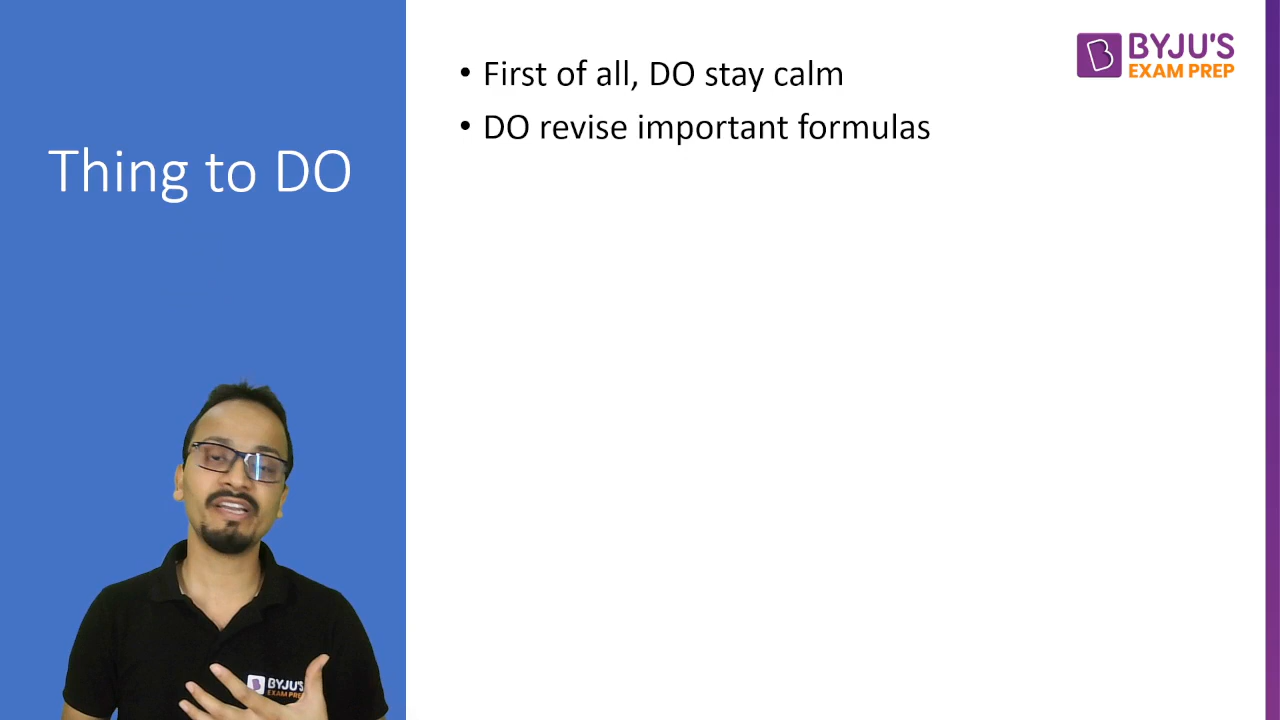 Thing to DO
• First of all, DO stay calm
• DO revise important formulas
BYJU'S
EXAM PREP
BYJU'S
EXAM PREP